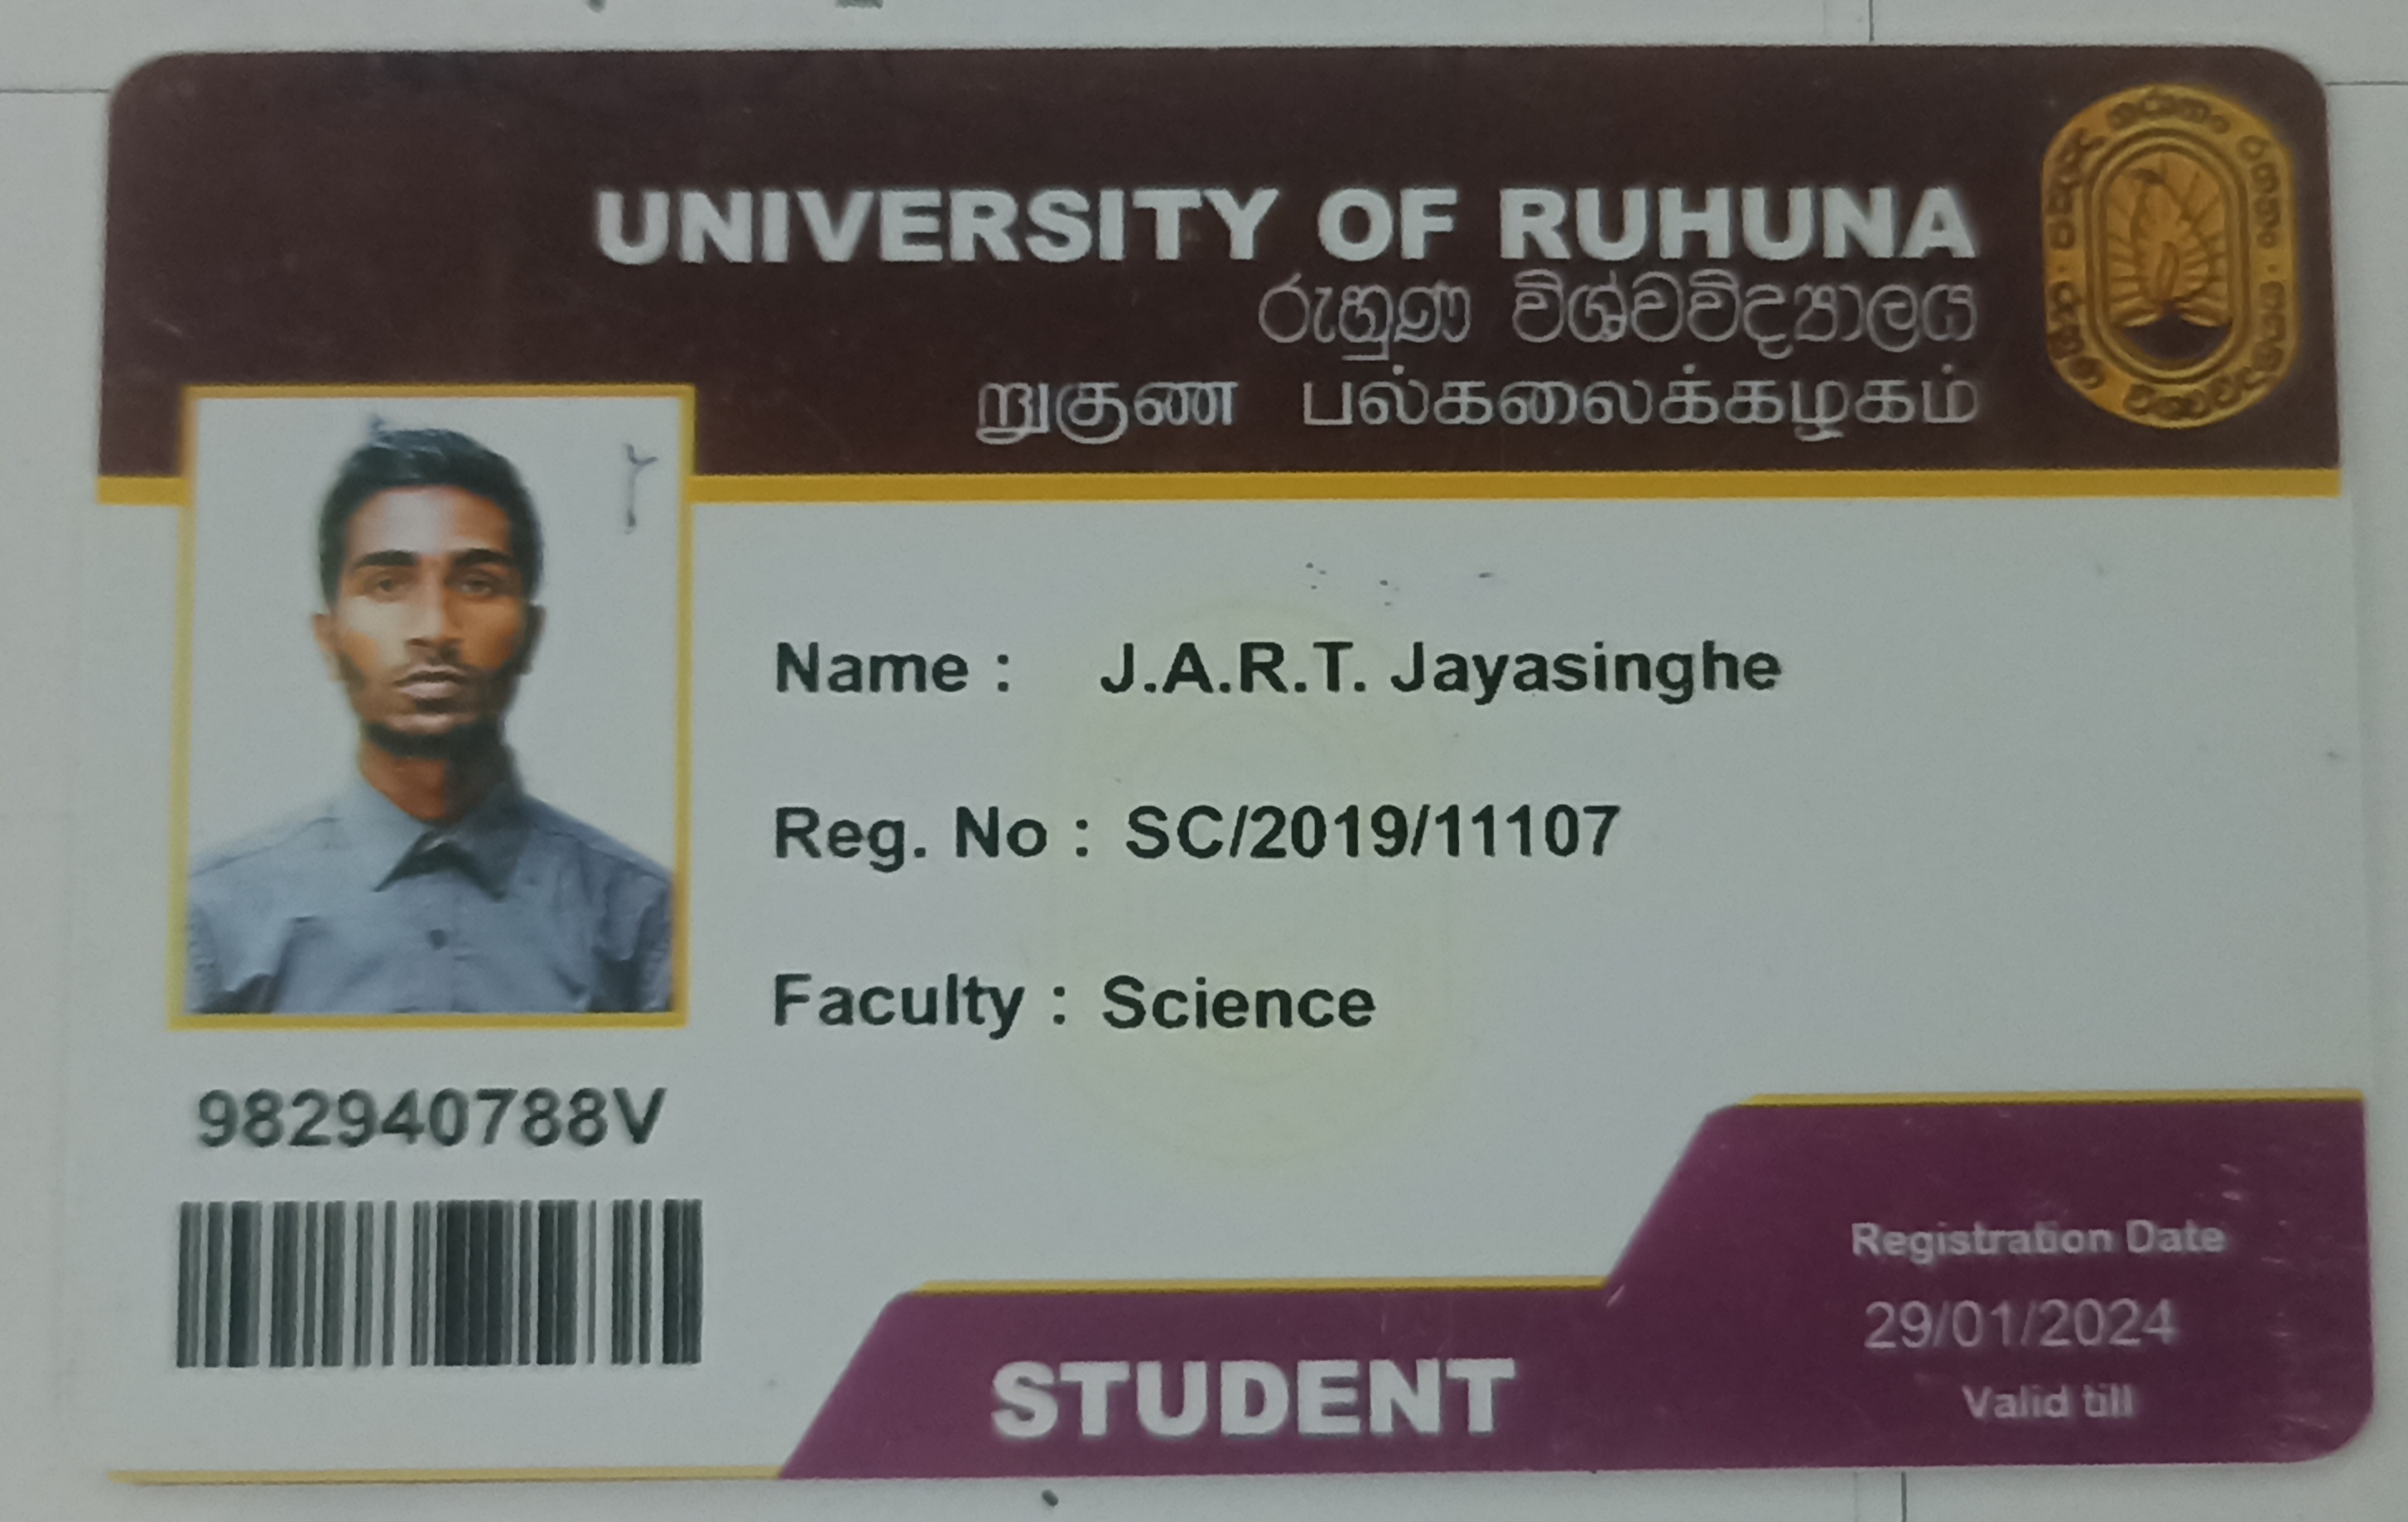 UNIVERSITY OF RUHUNA
රුහුණ විශ්වවිද්‍යාලය
றுகுண பல்கலைக்கழகம்
Name : J.A.R.T. Jayasinghe
Reg. No : SC/2019/11107
Faculty : Science
982940788V
Registration Date
29/01/2024
Valid till
STUDENT